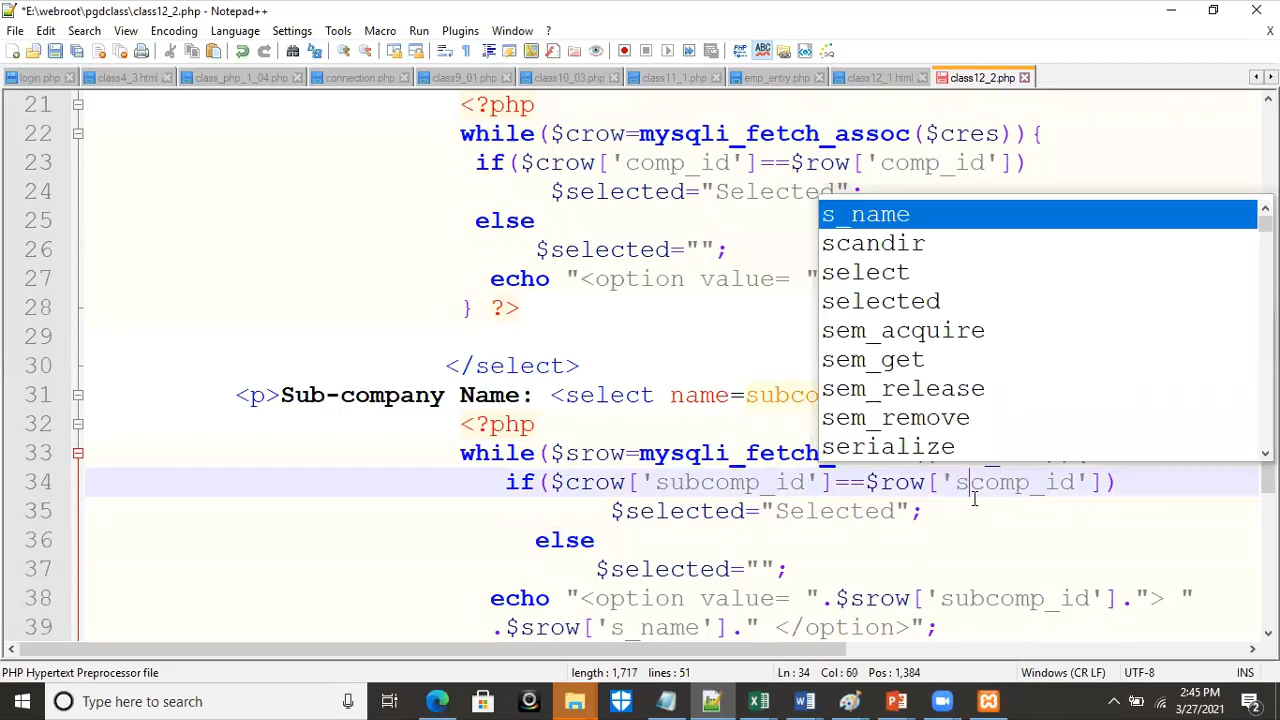 *E:\webroot\pgdclass\class12_2.php - Notepad++
File Edit Search View Encoding Language Settings Tools Macro Run Plugins Window ? X
login.php class4_3.html class_prg_1_04.php connection.php class9_01.php class10_03.php class11_1.php emp_entry.php class12_1.html class12_2.php
21 <?php
22 while($crow=mysqli_fetch_assoc($cres)){
23 if($crow['comp_id']==$row['comp_id'])
24 $selected="Selected";
25 else
26 $selected="";
27 echo "<option value= "
28 } ?>
29
30 </select>
31 <p>Sub-company Name: <select name=subco
32 <?php
33 while($srow=mysqli_fetch_
34 if($crow['subcomp_id']==$row['scomp_id'])
35 $selected="Selected";
36 else
37 $selected="";
38 echo "<option value= ".$srow['subcomp_id']."> "
39 .$srow['s_name']." </option>";
s_name
scandir
select
selected
sem_acquire
sem_get
sem_release
sem_remove
serialize
PHP Hypertext Preprocessor file length : 1,717 lines : 51 Ln : 34 Col : 60 Pos : 1,384 Windows (CR LF) UTF-8 INS
Type here to search
2:45 PM
3/27/2021
2